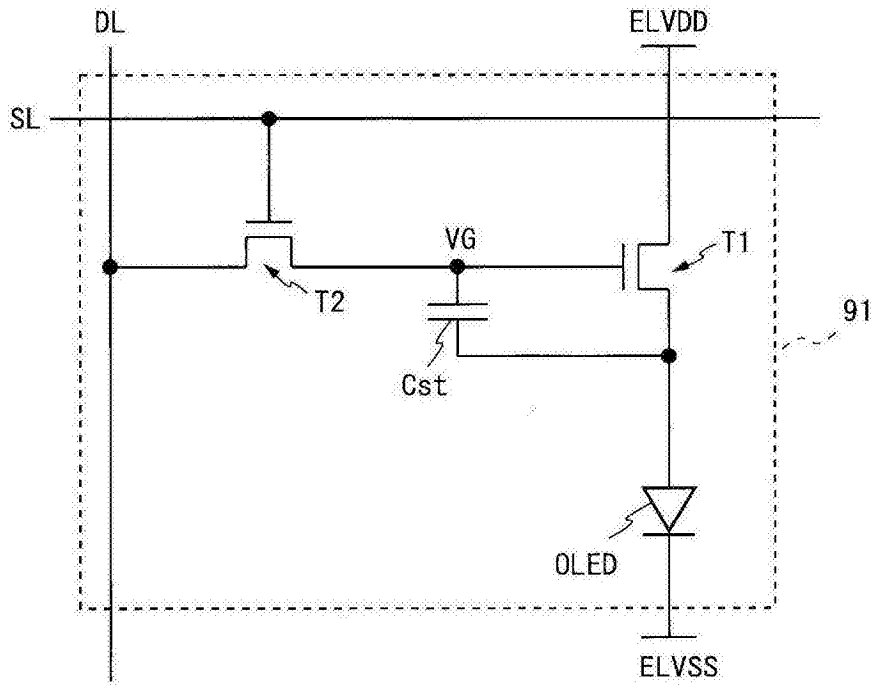 DL
ELVDD
SL
VG
T1
T2
91
Cst
OLED
ELVSS